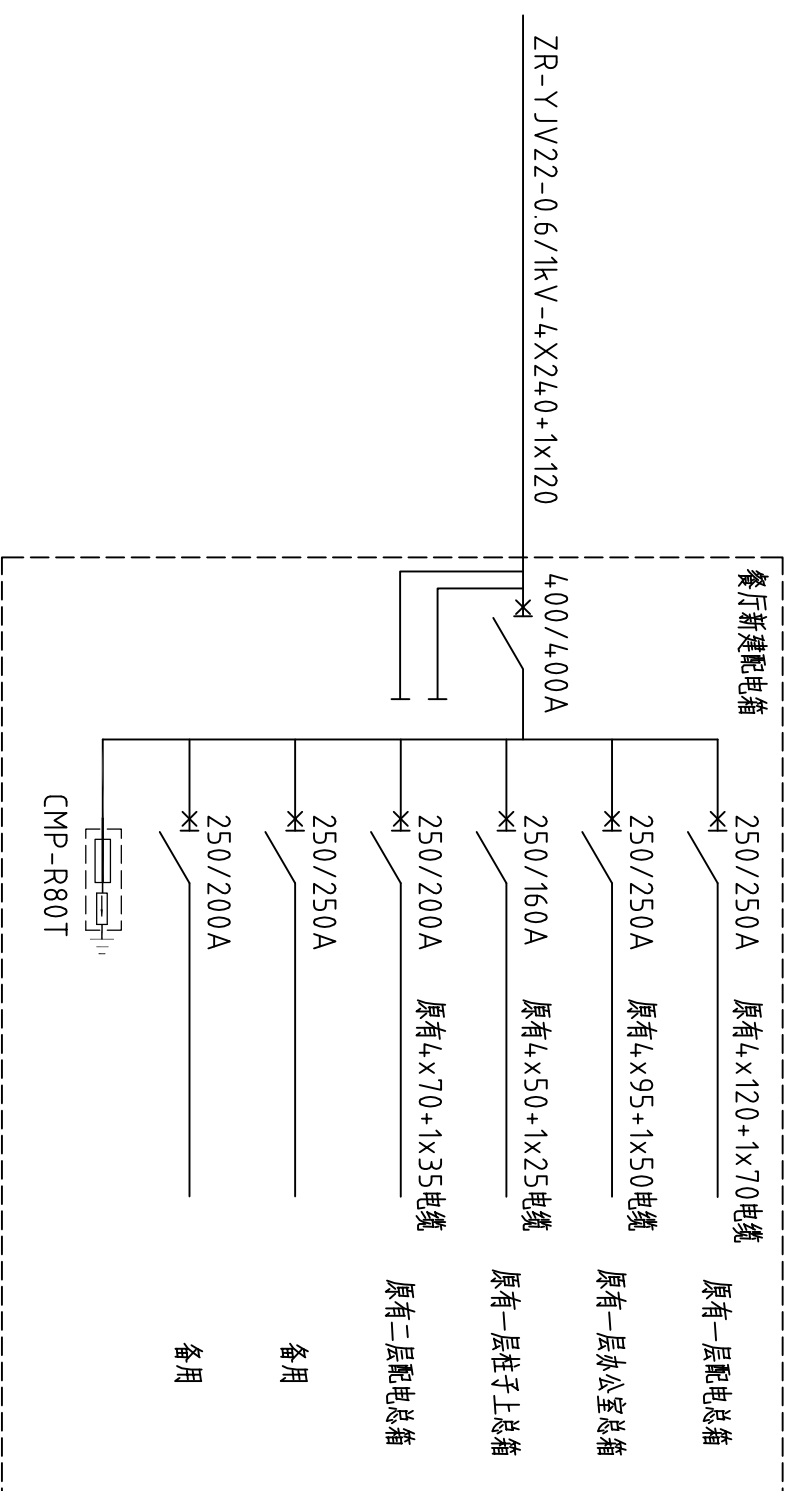 餐厅新建配电箱
ZR-YJV22-0.6/1kV-4X240+1x120
400/400A
250/250A
原有4x120+1x70电缆
原有一层配电总箱
250/250A
原有4x95+1x50电缆
原有一层办公室总箱
250/160A
原有4x50+1x25电缆
原有一层柱子上总箱
250/200A
原有4x70+1x35电缆
原有二层配电总箱
250/250A
备用
250/200A
备用
CMP-R80T